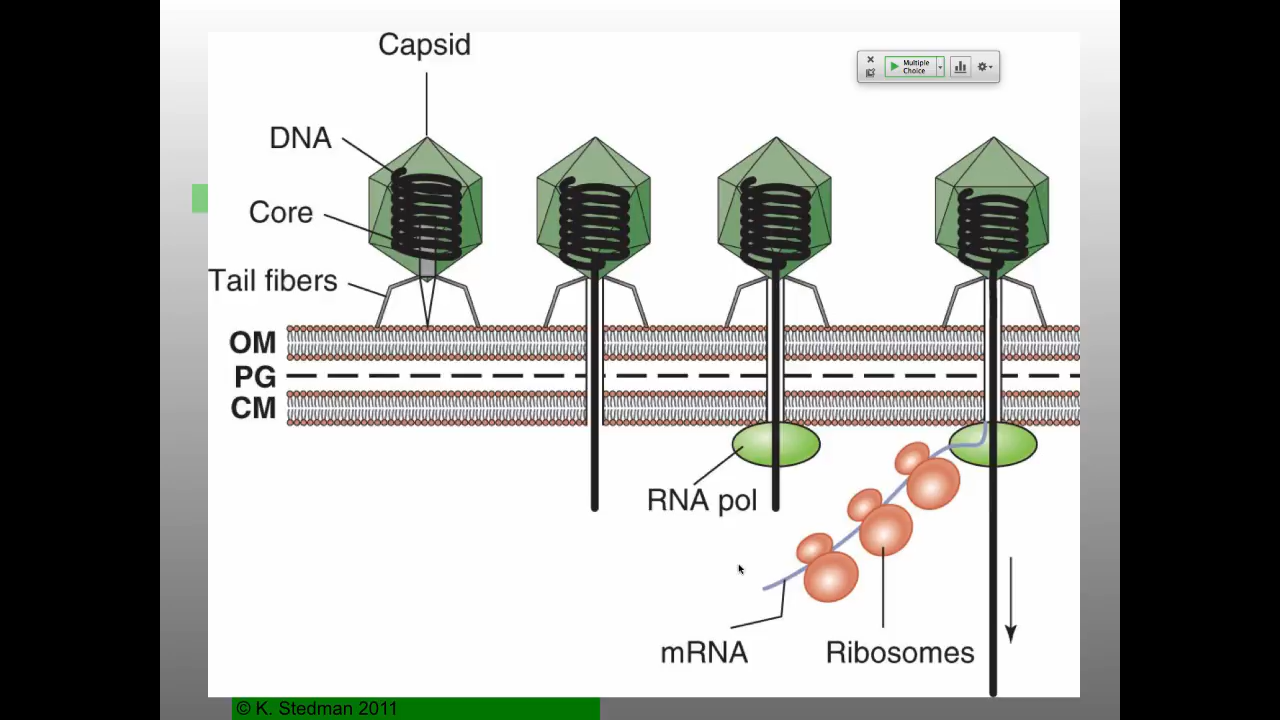 Capsid
Multiple
Choice
DNA
Core
Tail fibers
OM
PG
CM
RNA pol
mRNA
Ribosomes
© K. Stedman 2011